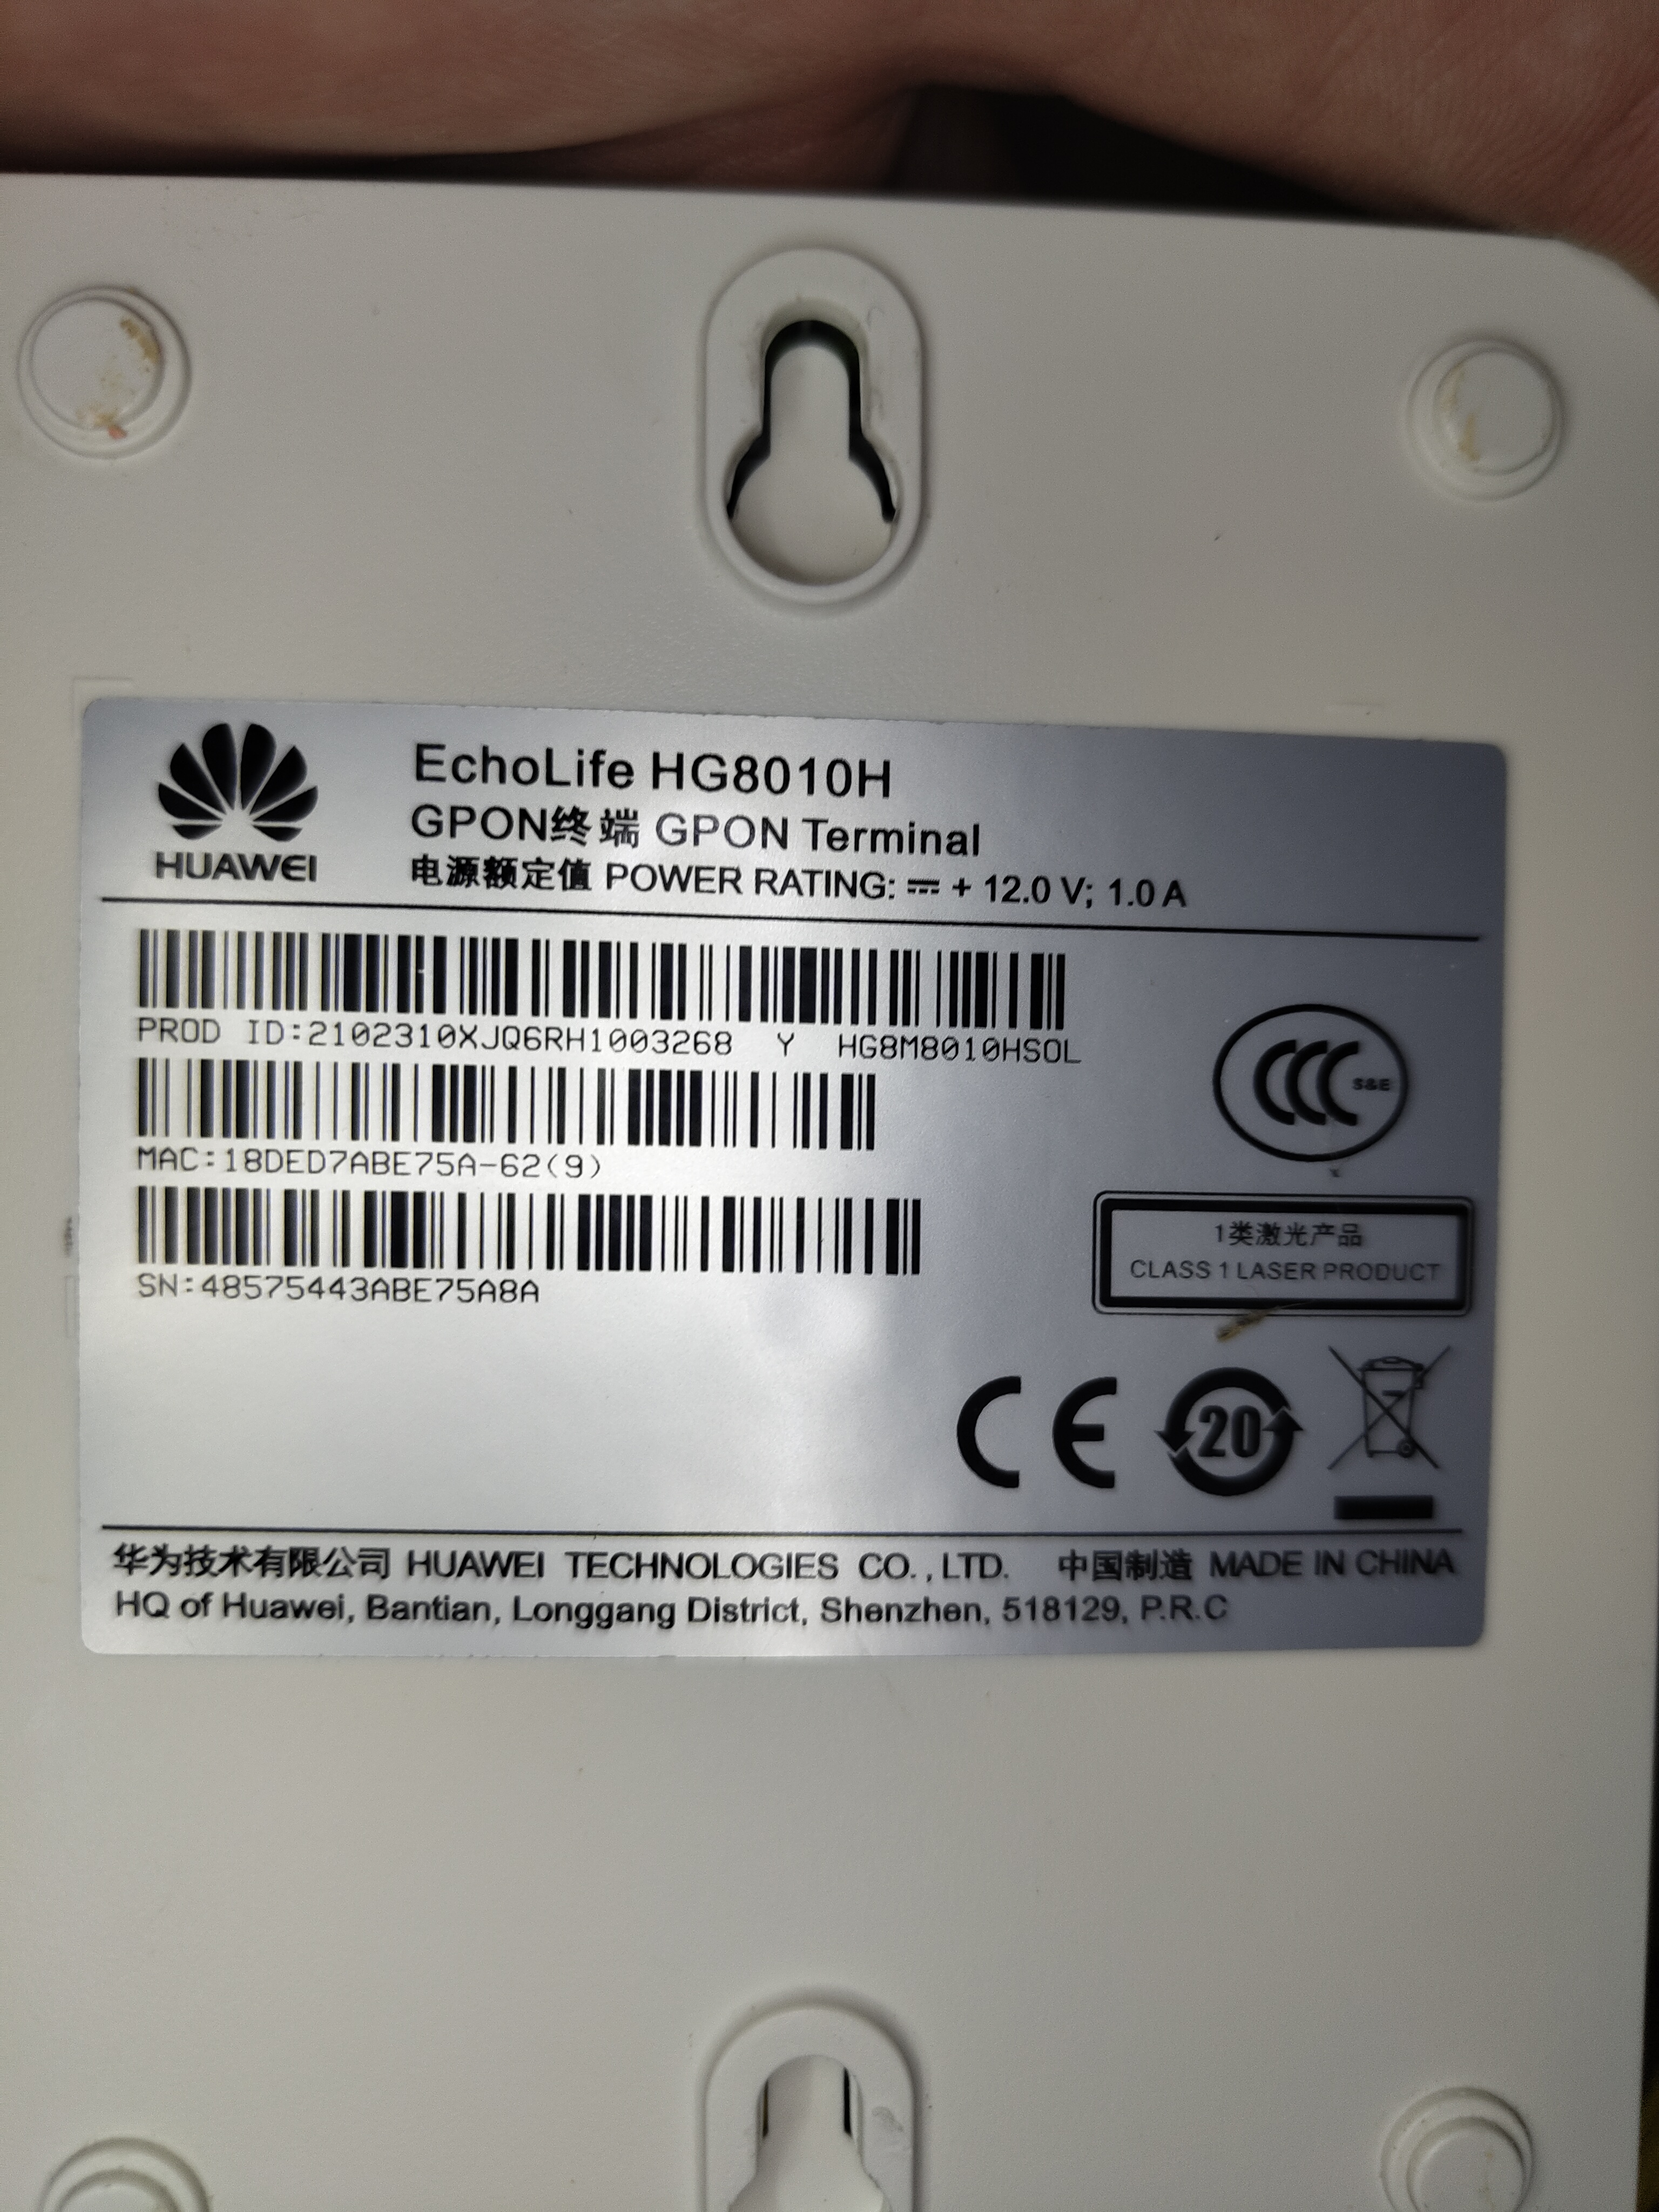 HUAWEI
EchoLife HG8010H
GPON终端 GPON Terminal
电源额定值 POWER RATING: ⎓ + 12.0 V; 1.0 A
PROD ID:2102310XJQ6RH1003268 Y HG8M8010HSOL
MAC:18DED7ABE75A-62(9)
SN:48575443ABE75A8A
CCC S&E
1类激光产品
CLASS 1 LASER PRODUCT
CE 20
华为技术有限公司 HUAWEI TECHNOLOGIES CO.,LTD. 中国制造 MADE IN CHINA
HQ of Huawei, Bantian, Longgang District, Shenzhen, 518129, P.R.C